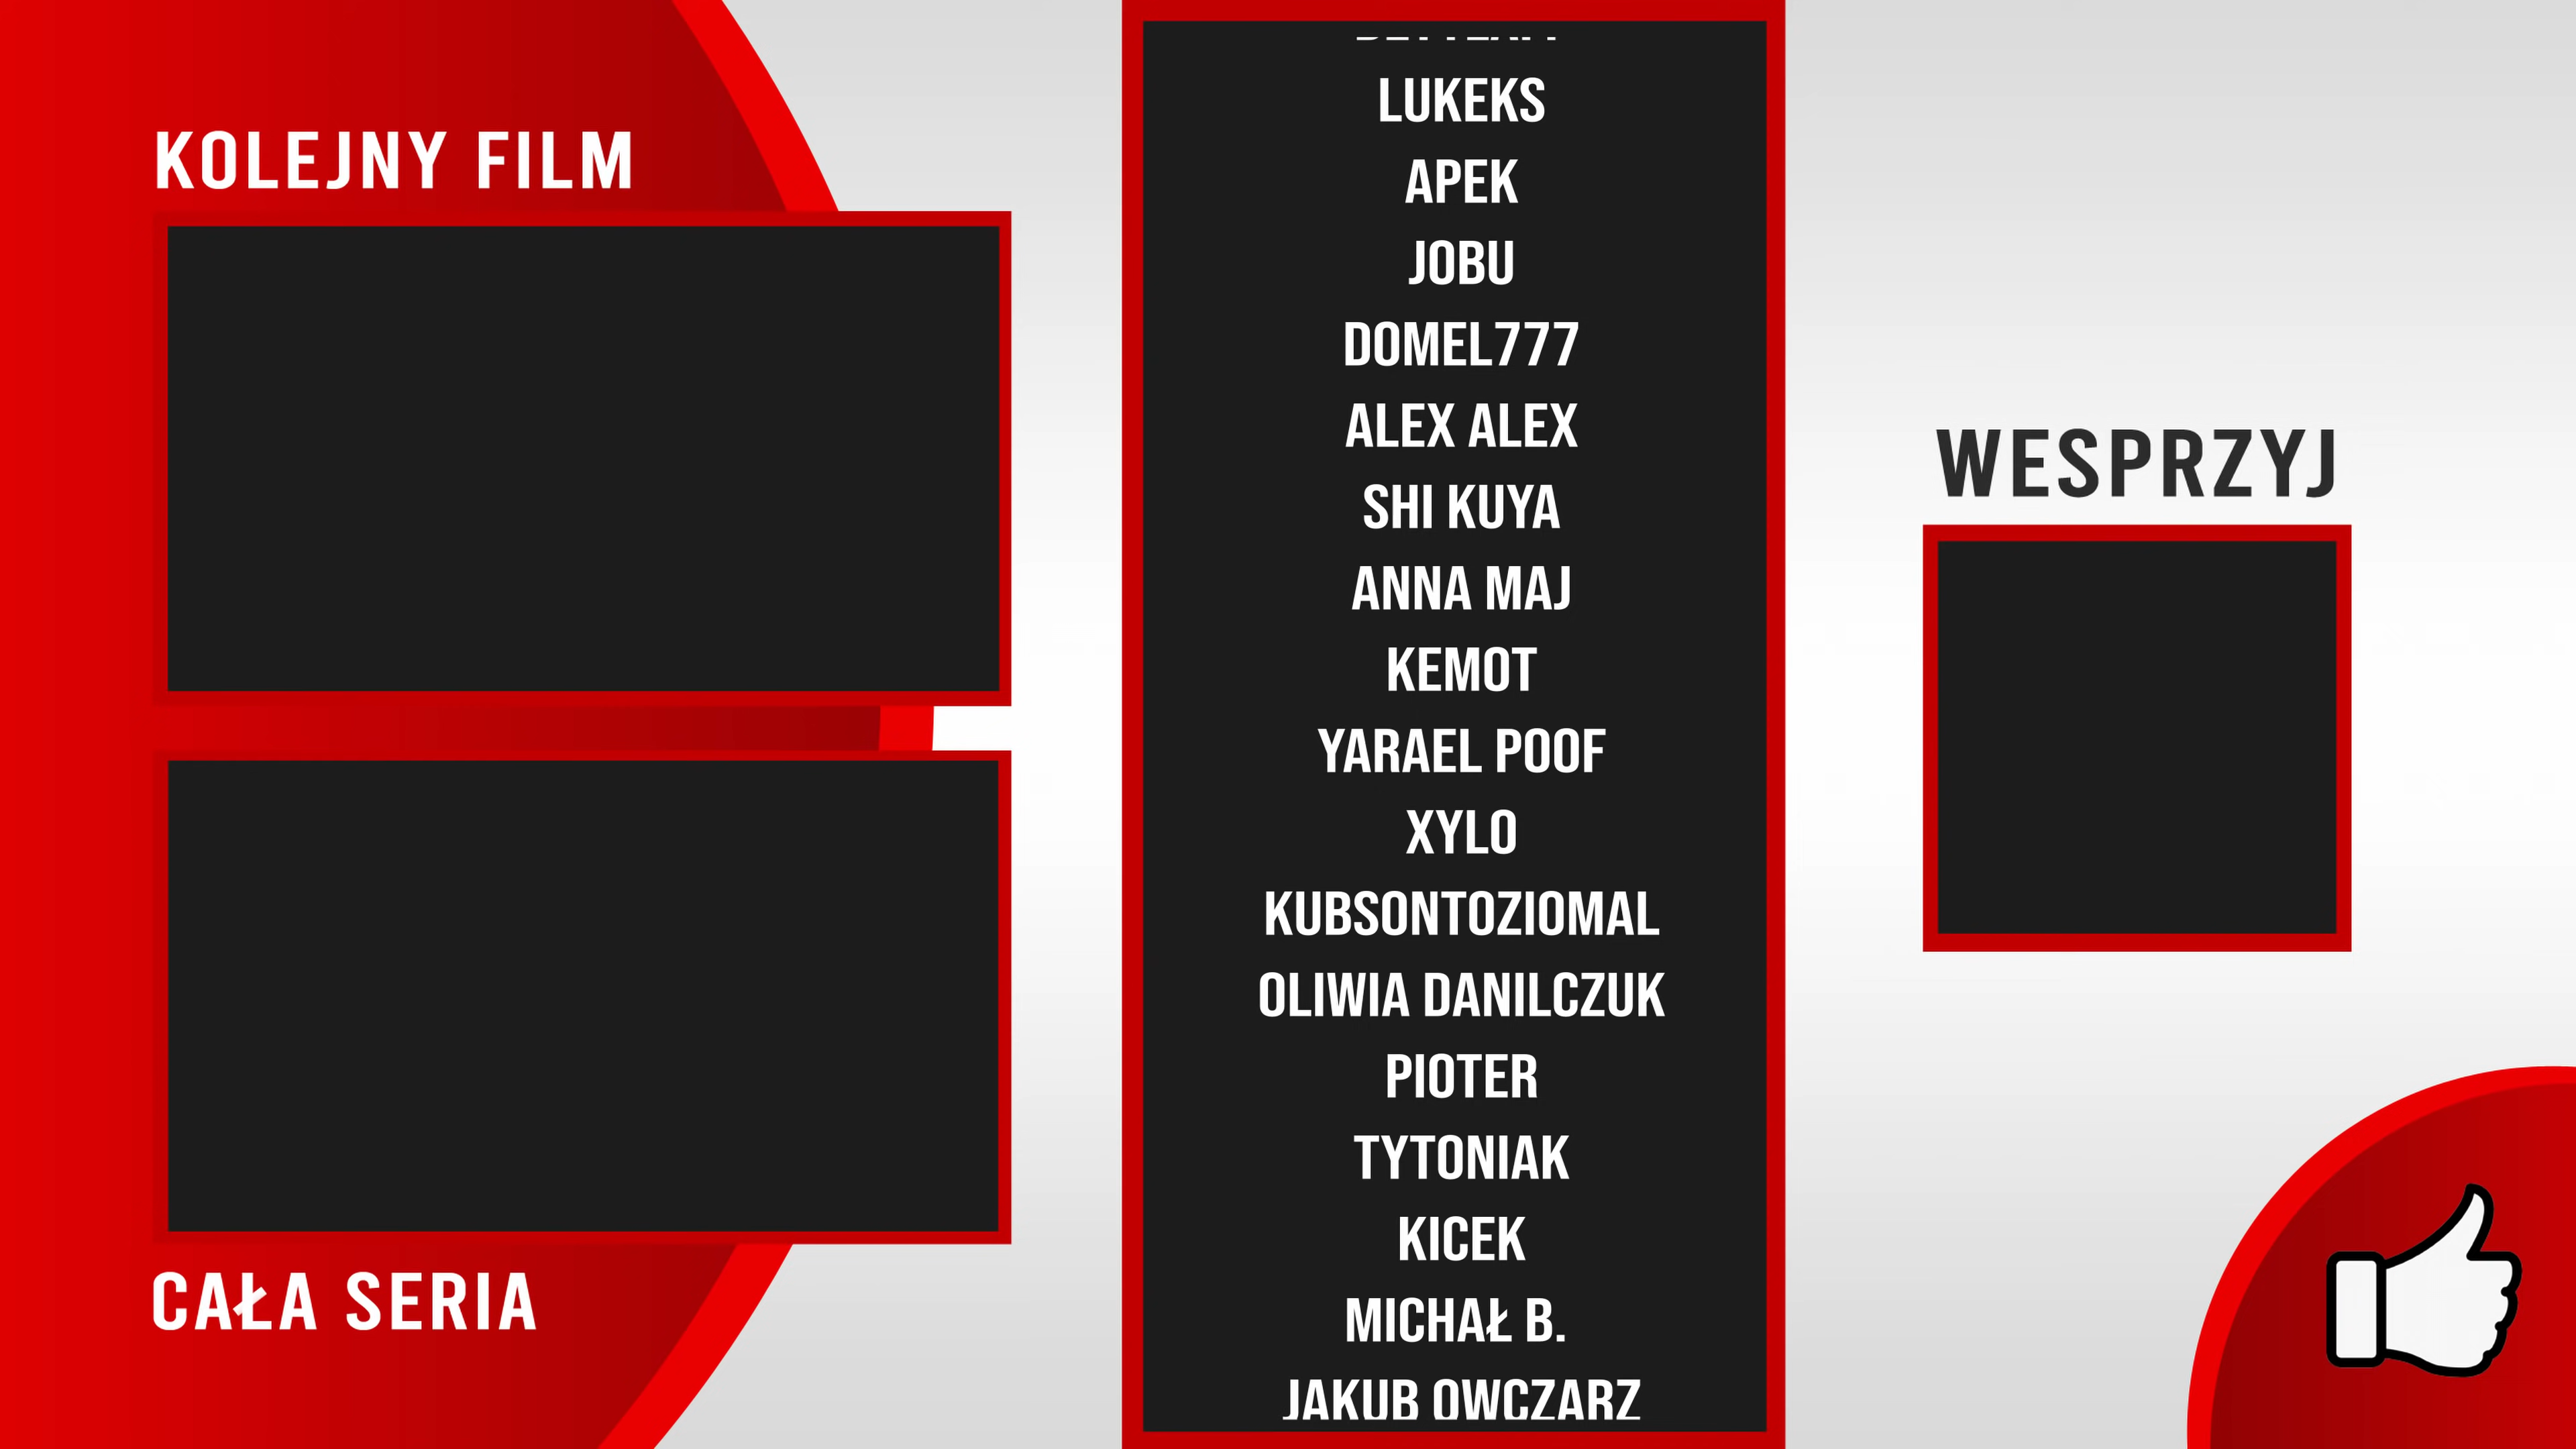 KOLEJNY FILM
CAŁA SERIA
LUKEKS
APEK
JOBU
DOMEL777
ALEX ALEX
SHI KUYA
ANNA MAJ
KEMOT
YARAEL POOF
XYLO
KUBSONTOZIOMAL
OLIWIA DANILCZUK
PIOTER
TYTONIAK
KICEK
MICHAŁ B.
JAKUB OWCZARZ
WESPRZYJ